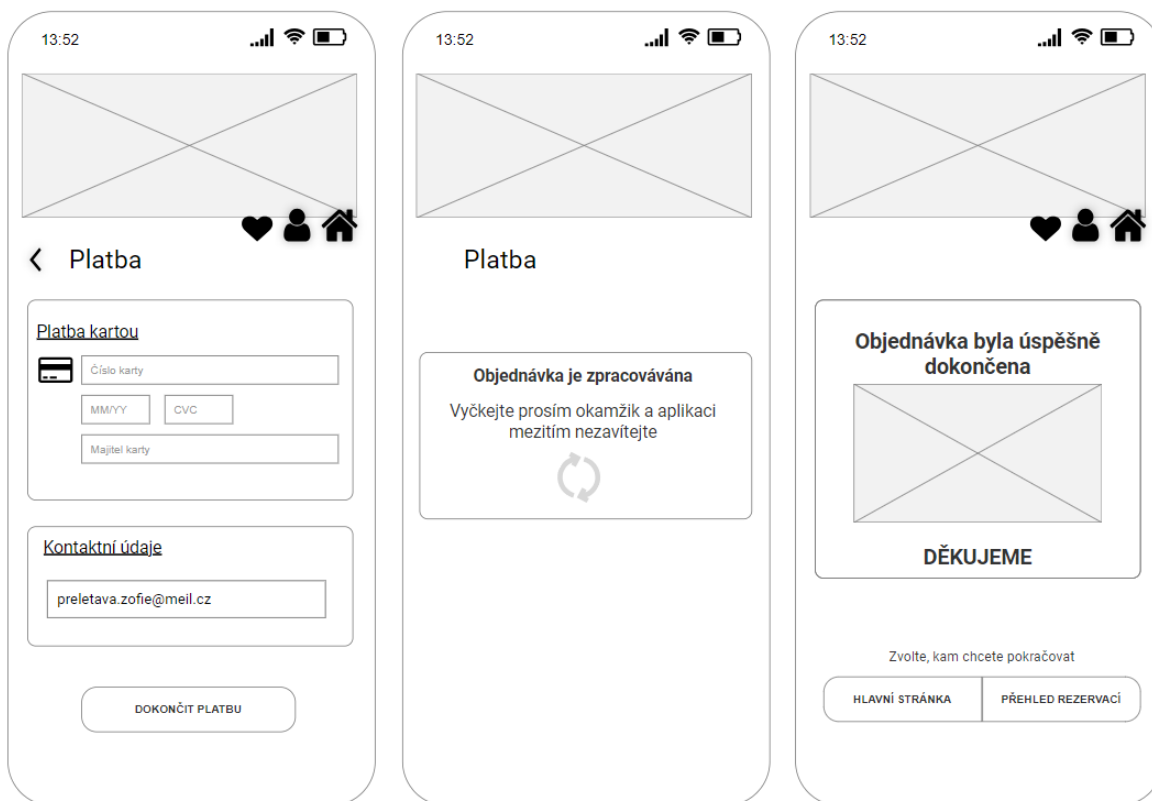 13:52
Platba
Platba kartou
Číslo karty
MM/YY
CVC
Majitel karty
Kontaktní údaje
preletava.zofie@meil.cz
DOKONČIT PLATBU
13:52
Platba
Objednávka je zpracovávána
Vyčkejte prosím okamžik a aplikaci
mezitím nezavítejte
13:52
Objednávka byla úspěšně
dokončena
DĚKUJEME
Zvolte, kam chcete pokračovat
HLAVNÍ STRÁNKA
PŘEHLED REZERVACÍ